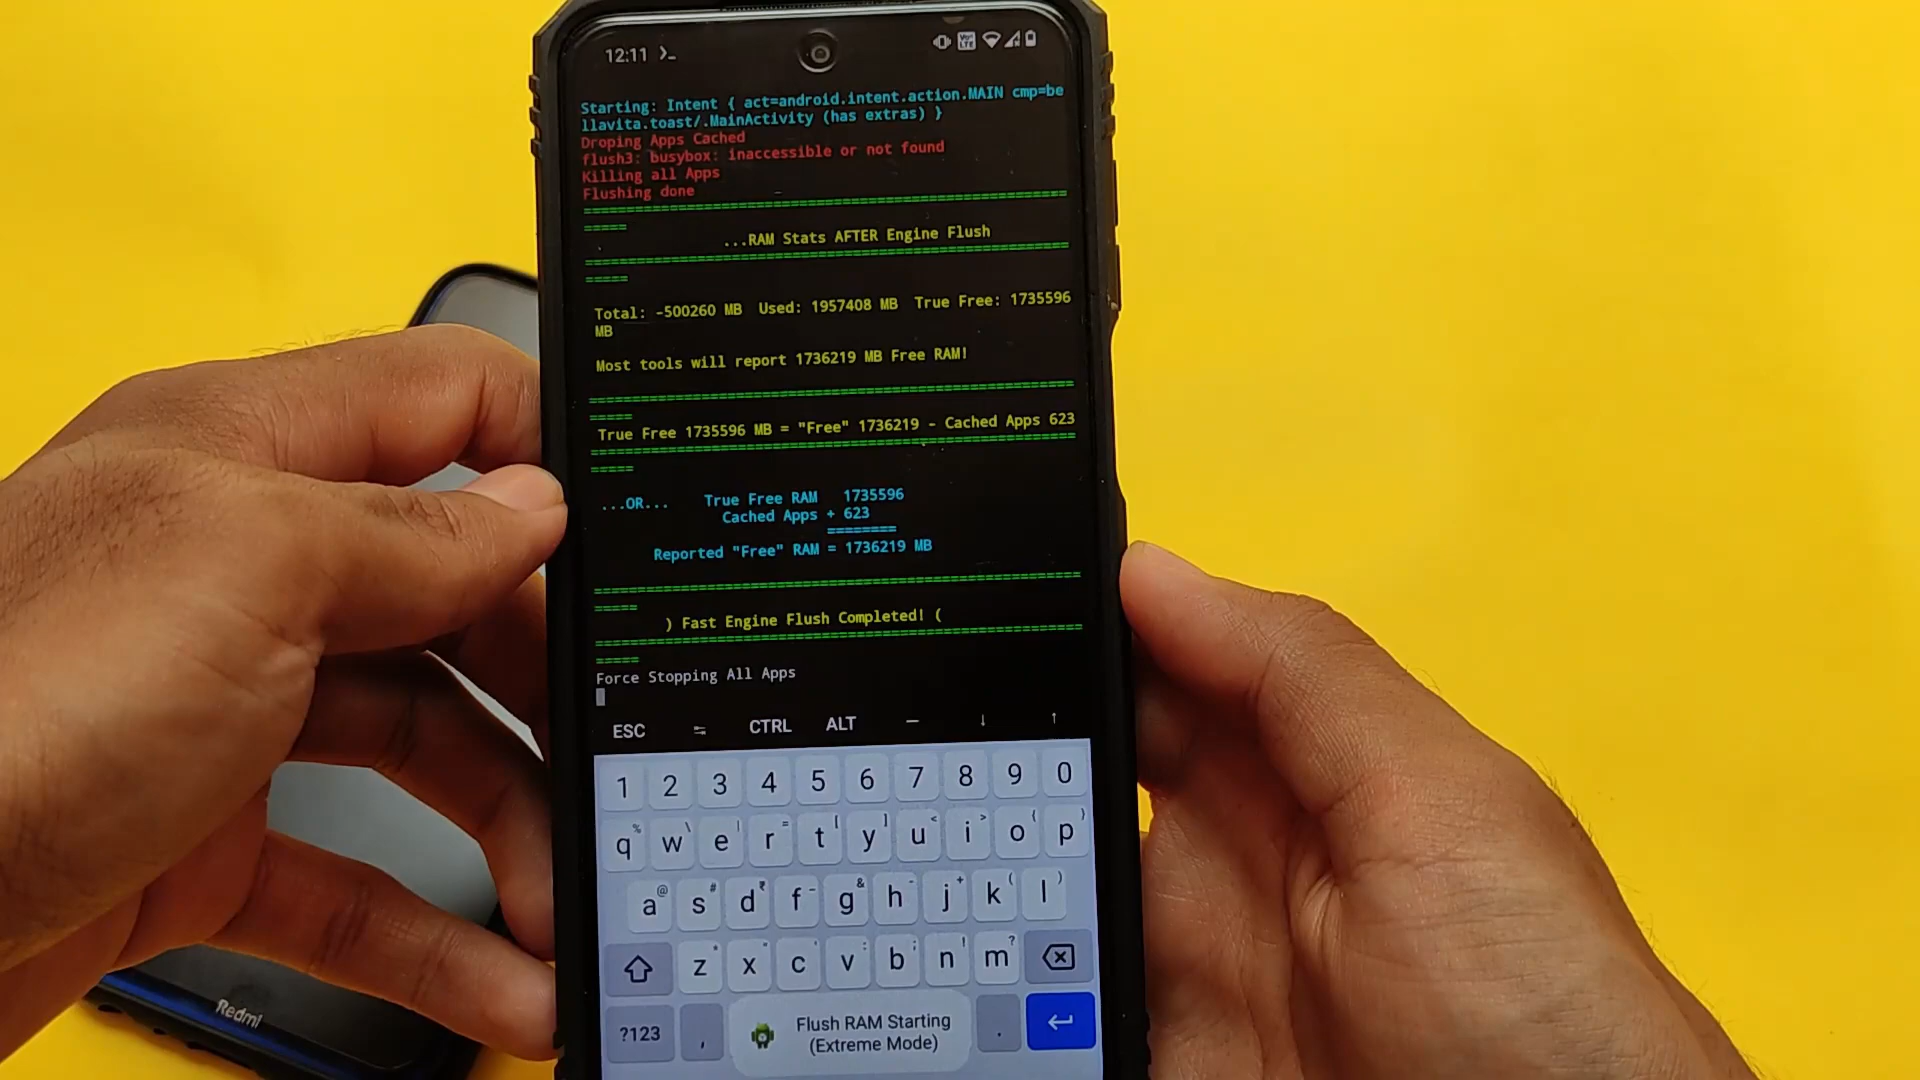 12:11 >_
Vo LTE
Starting: Intent { act=android.intent.action.MAIN cmp=be
llavita.toast/.MainActivity (has extras) }
Droping Apps Cached
flush3: busybox: inaccessible or not found
Killing all Apps
Flushing done
========================================================
=====
...RAM Stats AFTER Engine Flush
========================================================
=====
Total: -500260 MB Used: 1957408 MB True Free: 1735596
MB
Most tools will report 1736219 MB Free RAM!
========================================================
=====
True Free 1735596 MB = "Free" 1736219 - Cached Apps 623
========================================================
=====
...OR... True Free RAM 1735596
Cached Apps + 623
========
Reported "Free" RAM = 1736219 MB
========================================================
=====
) Fast Engine Flush Completed! (
========================================================
=====
Force Stopping All Apps
ESC ⇆ CTRL ALT — ↓ ↑
1 2 3 4 5 6 7 8 9 0
% \ | = [ ] < > { }
q w e r t y u i o p
@ # ₹ - & - + ( )
a s d f g h j k l
* " ' : ; ! ?
z x c v b n m
?123 , .
Flush RAM Starting
(Extreme Mode)
Redmi